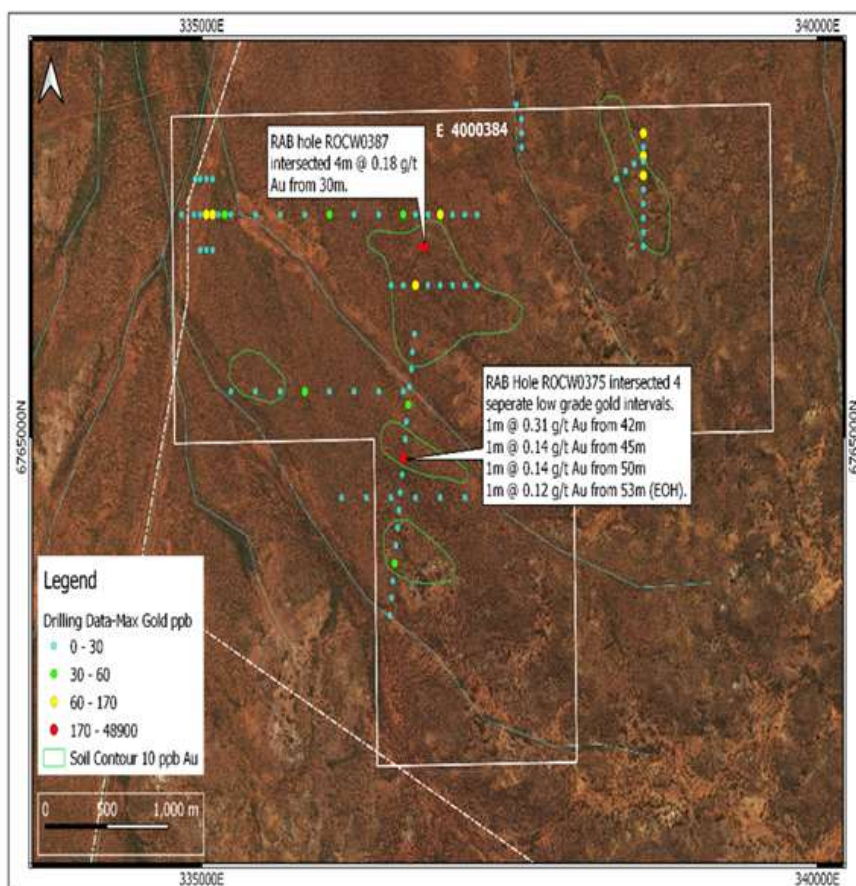 335000E
340000E
E 4000384
RAB hole ROCW0387
intersected 4m @ 0.18 g/t
Au from 30m.
6765000N
6765000N
RAB Hole ROCW0375 intersected 4
seperate low grade gold intervals.
1m @ 0.31 g/t Au from 42m
1m @ 0.14 g/t Au from 45m
1m @ 0.14 g/t Au from 50m
1m @ 0.12 g/t Au from 53m (EOH).
Legend
Drilling Data-Max Gold ppb
0 - 30
30 - 60
60 - 170
170 - 48900
Soil Contour 10 ppb Au
0 500 1,000 m
335000E
340000E